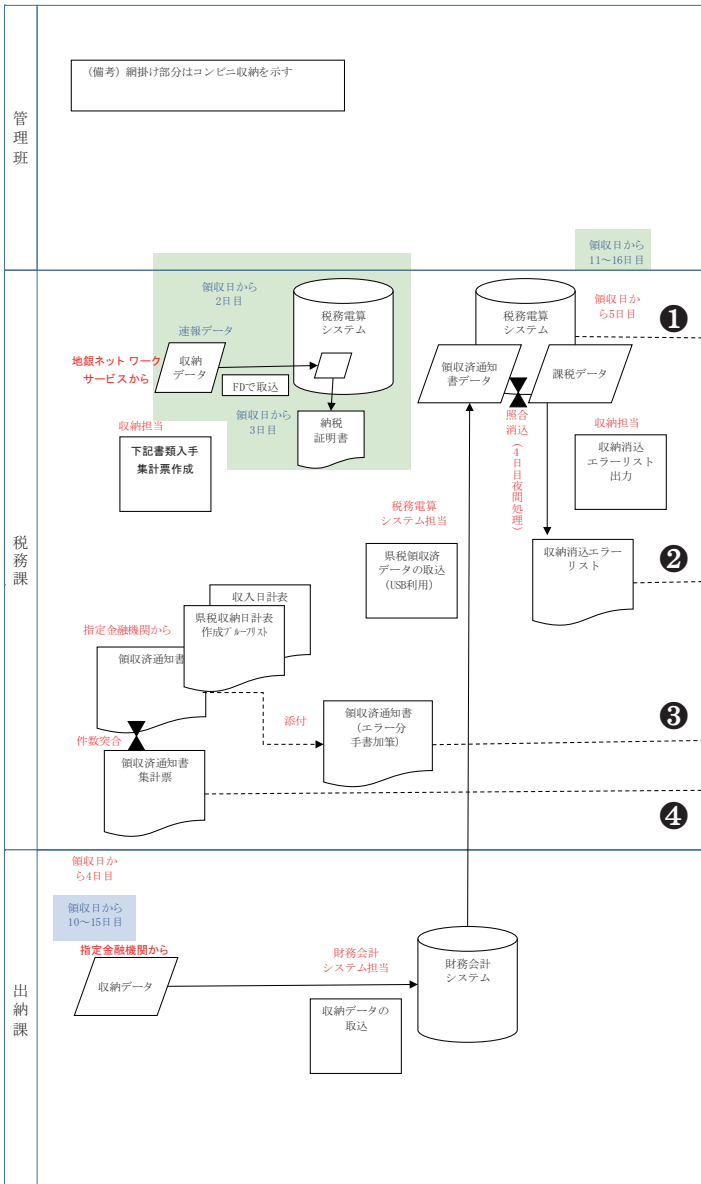 管理班
（備考）網掛け部分はコンビニ収納を示す
領収日から
11～16日目
税務課
領収日から
2日目
速報データ
地銀ネットワーク
サービスから
収納
データ
FDで取込
税務電算
システム
領収日から
3日目
納税
証明書
収納担当
下記書類入手
集計票作成
税務電算
システム
領収日か
ら5日目
❶
領収済通知
書データ
課税データ
照合
消込
（4日目夜間処理）
収納担当
収納消込
エラーリスト
出力
税務電算
システム担当
県税領収済
データの取込
(USB利用)
収納消込エラー
リスト
❷
収入日計表
県税収納日計表
作成プルーフリスト
指定金融機関から
領収済通知書
添付
領収済通知書
（エラー分
手書加筆）
❸
件数突合
領収済通知書
集計票
❹
出納課
領収日か
ら4日目
領収日から
10～15日目
指定金融機関から
収納データ
財務会計
システム担当
収納データの
取込
財務会計
システム